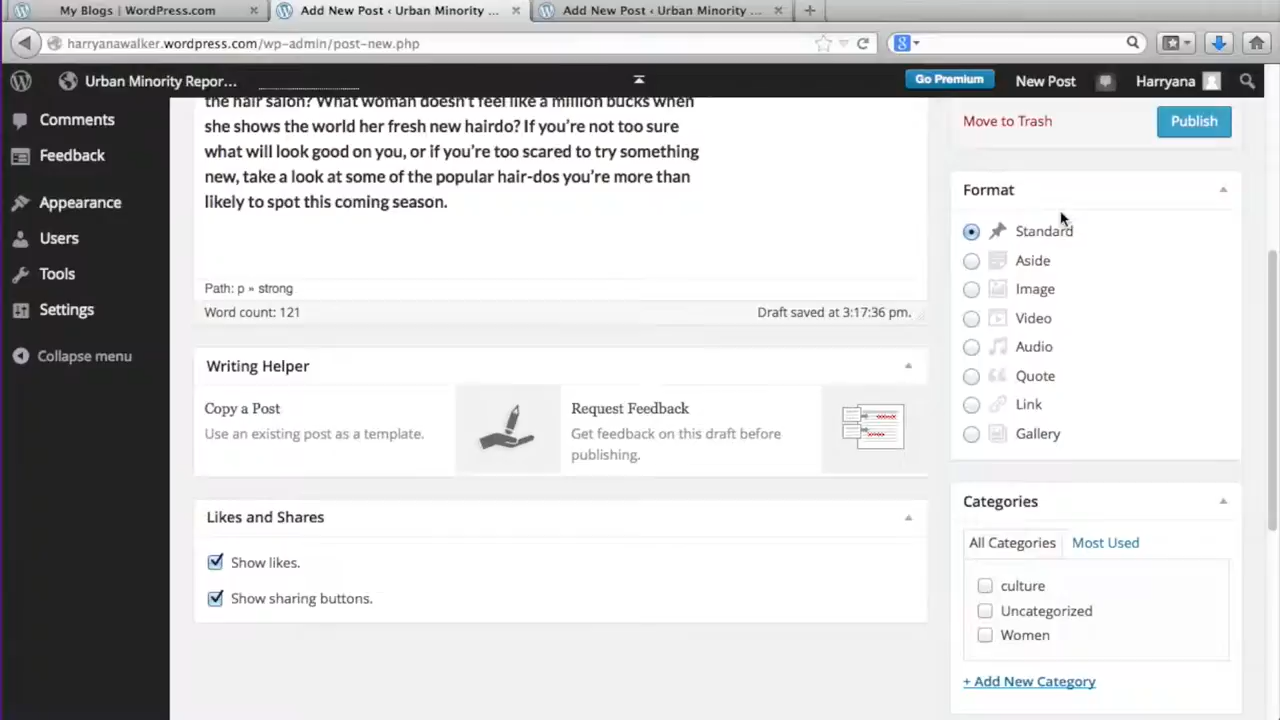 My Blogs | WordPress.com
Add New Post ‹ Urban Minority ...
Add New Post ‹ Urban Minority ...
harryanawalker.wordpress.com/wp-admin/post-new.php
Urban Minority Repor...
Go Premium
New Post
Harryana
Comments
Feedback
Appearance
Users
Tools
Settings
Collapse menu
the hair salon? What woman doesn't feel like a million bucks when
she shows the world her fresh new hairdo? If you're not too sure
what will look good on you, or if you're too scared to try something
new, take a look at some of the popular hair-dos you're more than
likely to spot this coming season.
Path: p » strong
Word count: 121
Draft saved at 3:17:36 pm.
Writing Helper
Copy a Post
Use an existing post as a template.
Request Feedback
Get feedback on this draft before
publishing.
Likes and Shares
Show likes.
Show sharing buttons.
Move to Trash
Publish
Format
Standard
Aside
Image
Video
Audio
Quote
Link
Gallery
Categories
All Categories
Most Used
culture
Uncategorized
Women
+ Add New Category